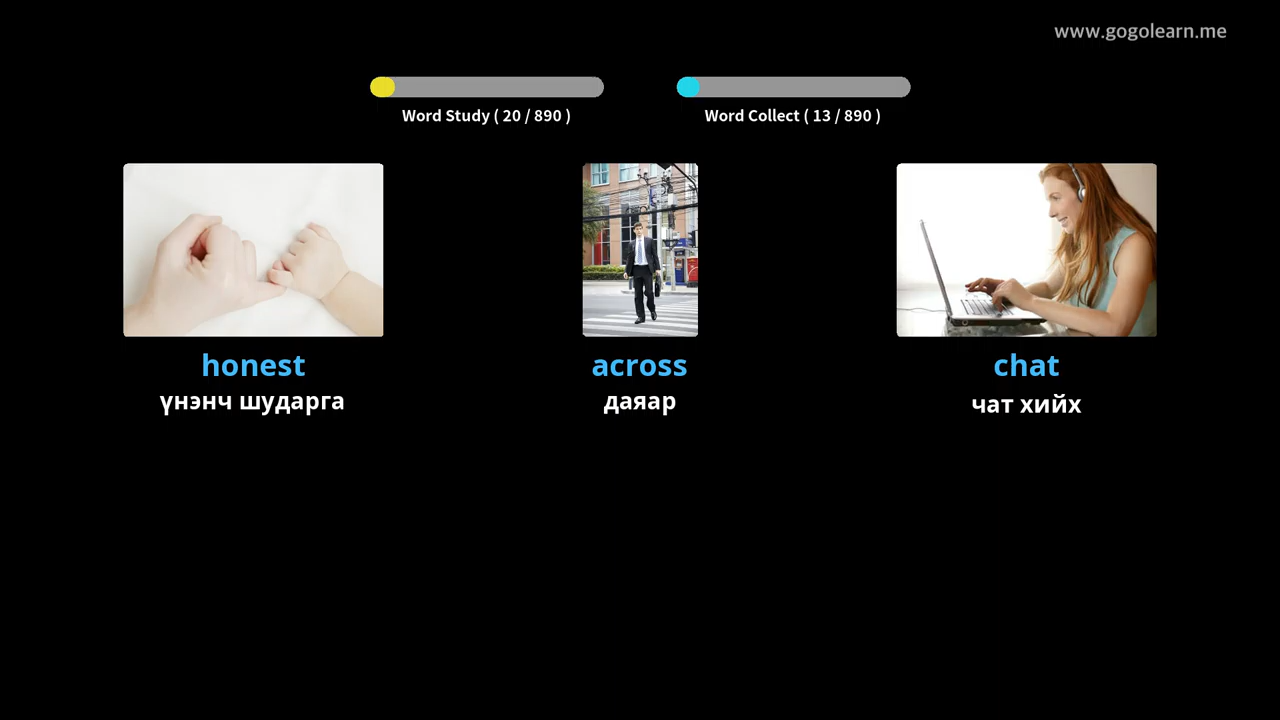 www.gogolearn.me
Word Study ( 20 / 890 )
Word Collect ( 13 / 890 )
honest
үнэнч шударга
across
даяар
chat
чат хийх